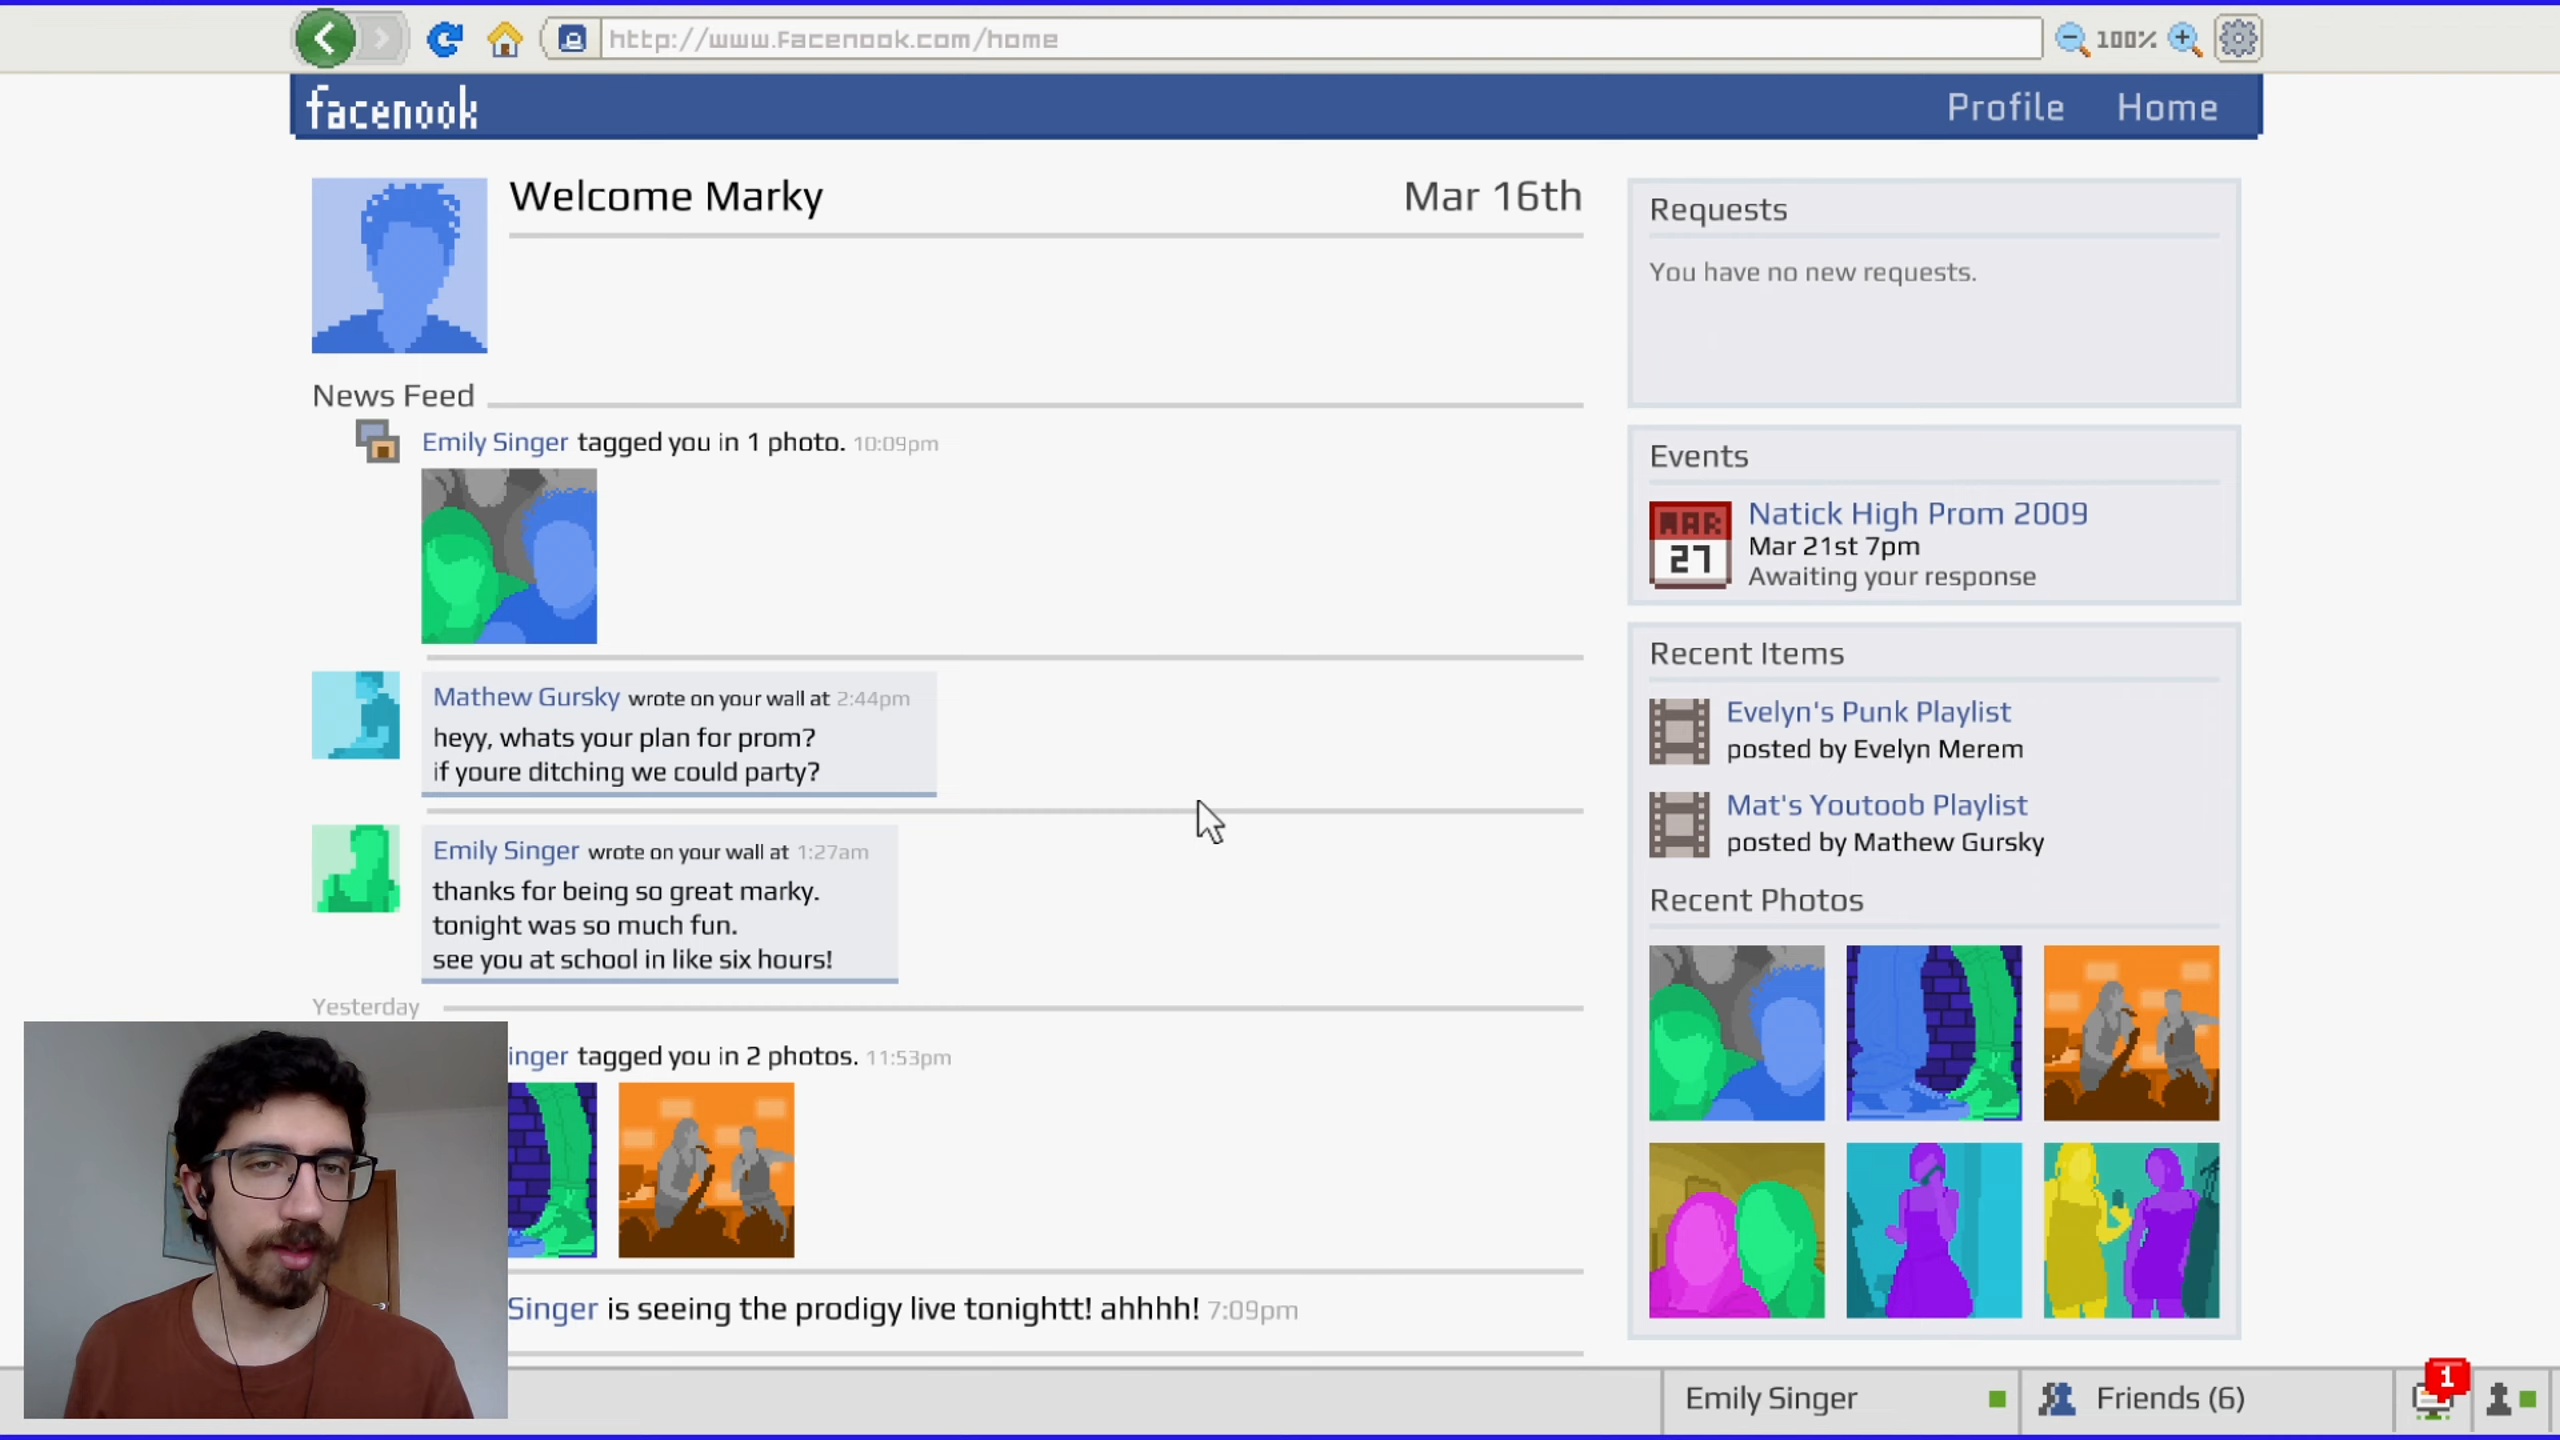 http://www.Facenook.com/home
100%
facenook
Profile
Home
Welcome Marky
Mar 16th
News Feed
Emily Singer tagged you in 1 photo. 10:09pm
Mathew Gursky wrote on your wall at 2:44pm
heyy, whats your plan for prom?
if youre ditching we could party?
Emily Singer wrote on your wall at 1:27am
thanks for being so great marky.
tonight was so much fun.
see you at school in like six hours!
Yesterday
inger tagged you in 2 photos. 11:53pm
Singer is seeing the prodigy live tonightt! ahhhh! 7:09pm
Requests
You have no new requests.
Events
MAR
27
Natick High Prom 2009
Mar 21st 7pm
Awaiting your response
Recent Items
Evelyn's Punk Playlist
posted by Evelyn Merem
Mat's Youtoob Playlist
posted by Mathew Gursky
Recent Photos
Emily Singer
Friends (6)
1